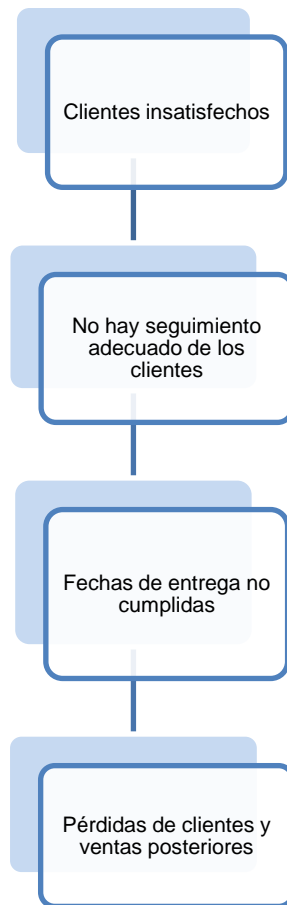 Clientes insatisfechos
No hay seguimiento
adecuado de los
clientes
Fechas de entrega no
cumplidas
Pérdidas de clientes y
ventas posteriores